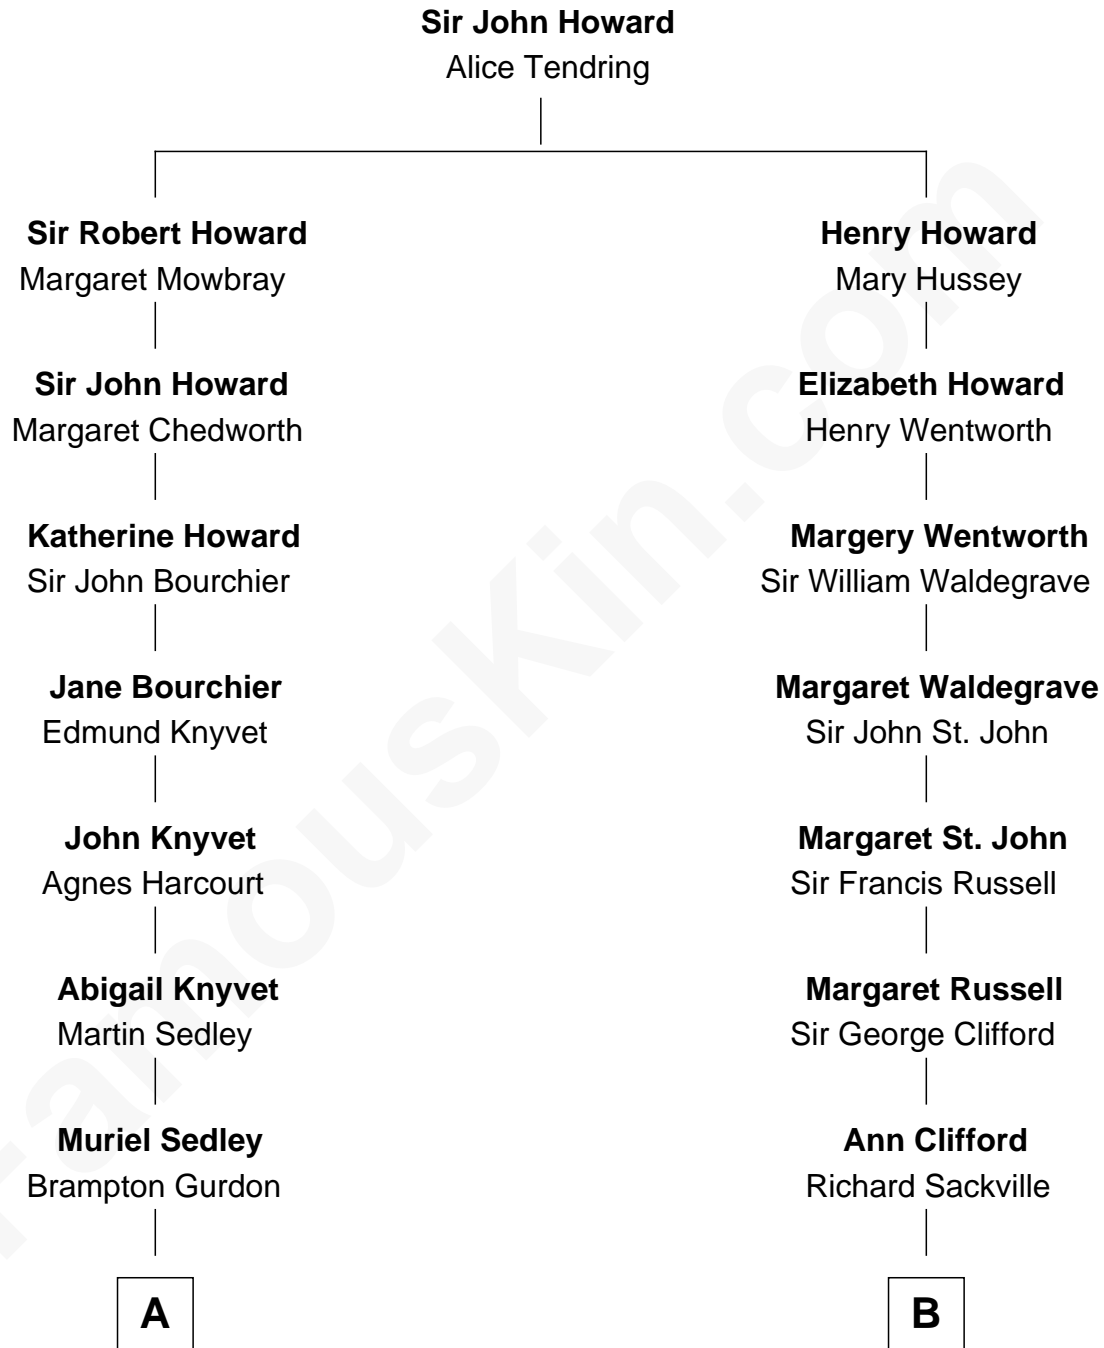 Sir John Howard
Alice Tendring
Sir Robert Howard
Margaret Mowbray
Henry Howard
Mary Hussey
Sir John Howard
Margaret Chedworth
Elizabeth Howard
Henry Wentworth
Katherine Howard
Sir John Bourchier
Margery Wentworth
Sir William Waldegrave
Jane Bourchier
Edmund Knyvet
Margaret Waldegrave
Sir John St. John
John Knyvet
Agnes Harcourt
Margaret St. John
Sir Francis Russell
Abigail Knyvet
Martin Sedley
Margaret Russell
Sir George Clifford
Muriel Sedley
Brampton Gurdon
Ann Clifford
Richard Sackville
A
B
FamousKin.com